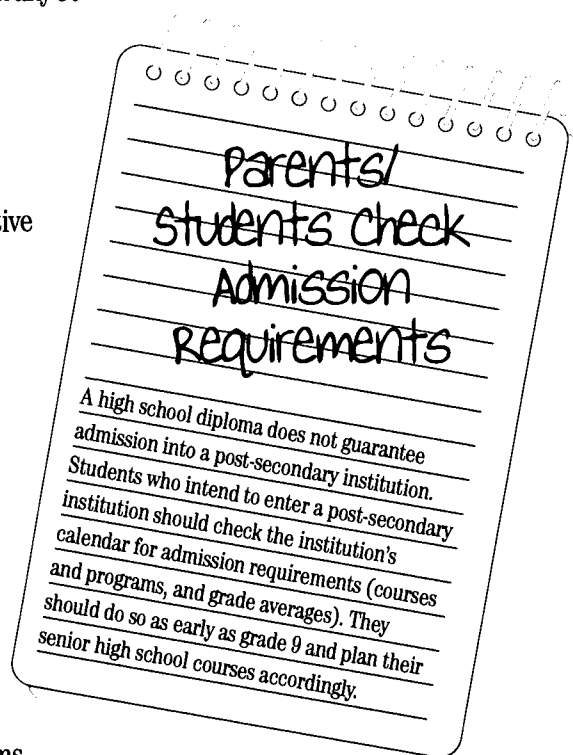 Parents/
Students Check
Admission
Requirements
A high school diploma does not guarantee
admission into a post-secondary institution.
Students who intend to enter a post-secondary
institution should check the institution's
calendar for admission requirements (courses
and programs, and grade averages). They
should do so as early as grade 9 and plan their
senior high school courses accordingly.